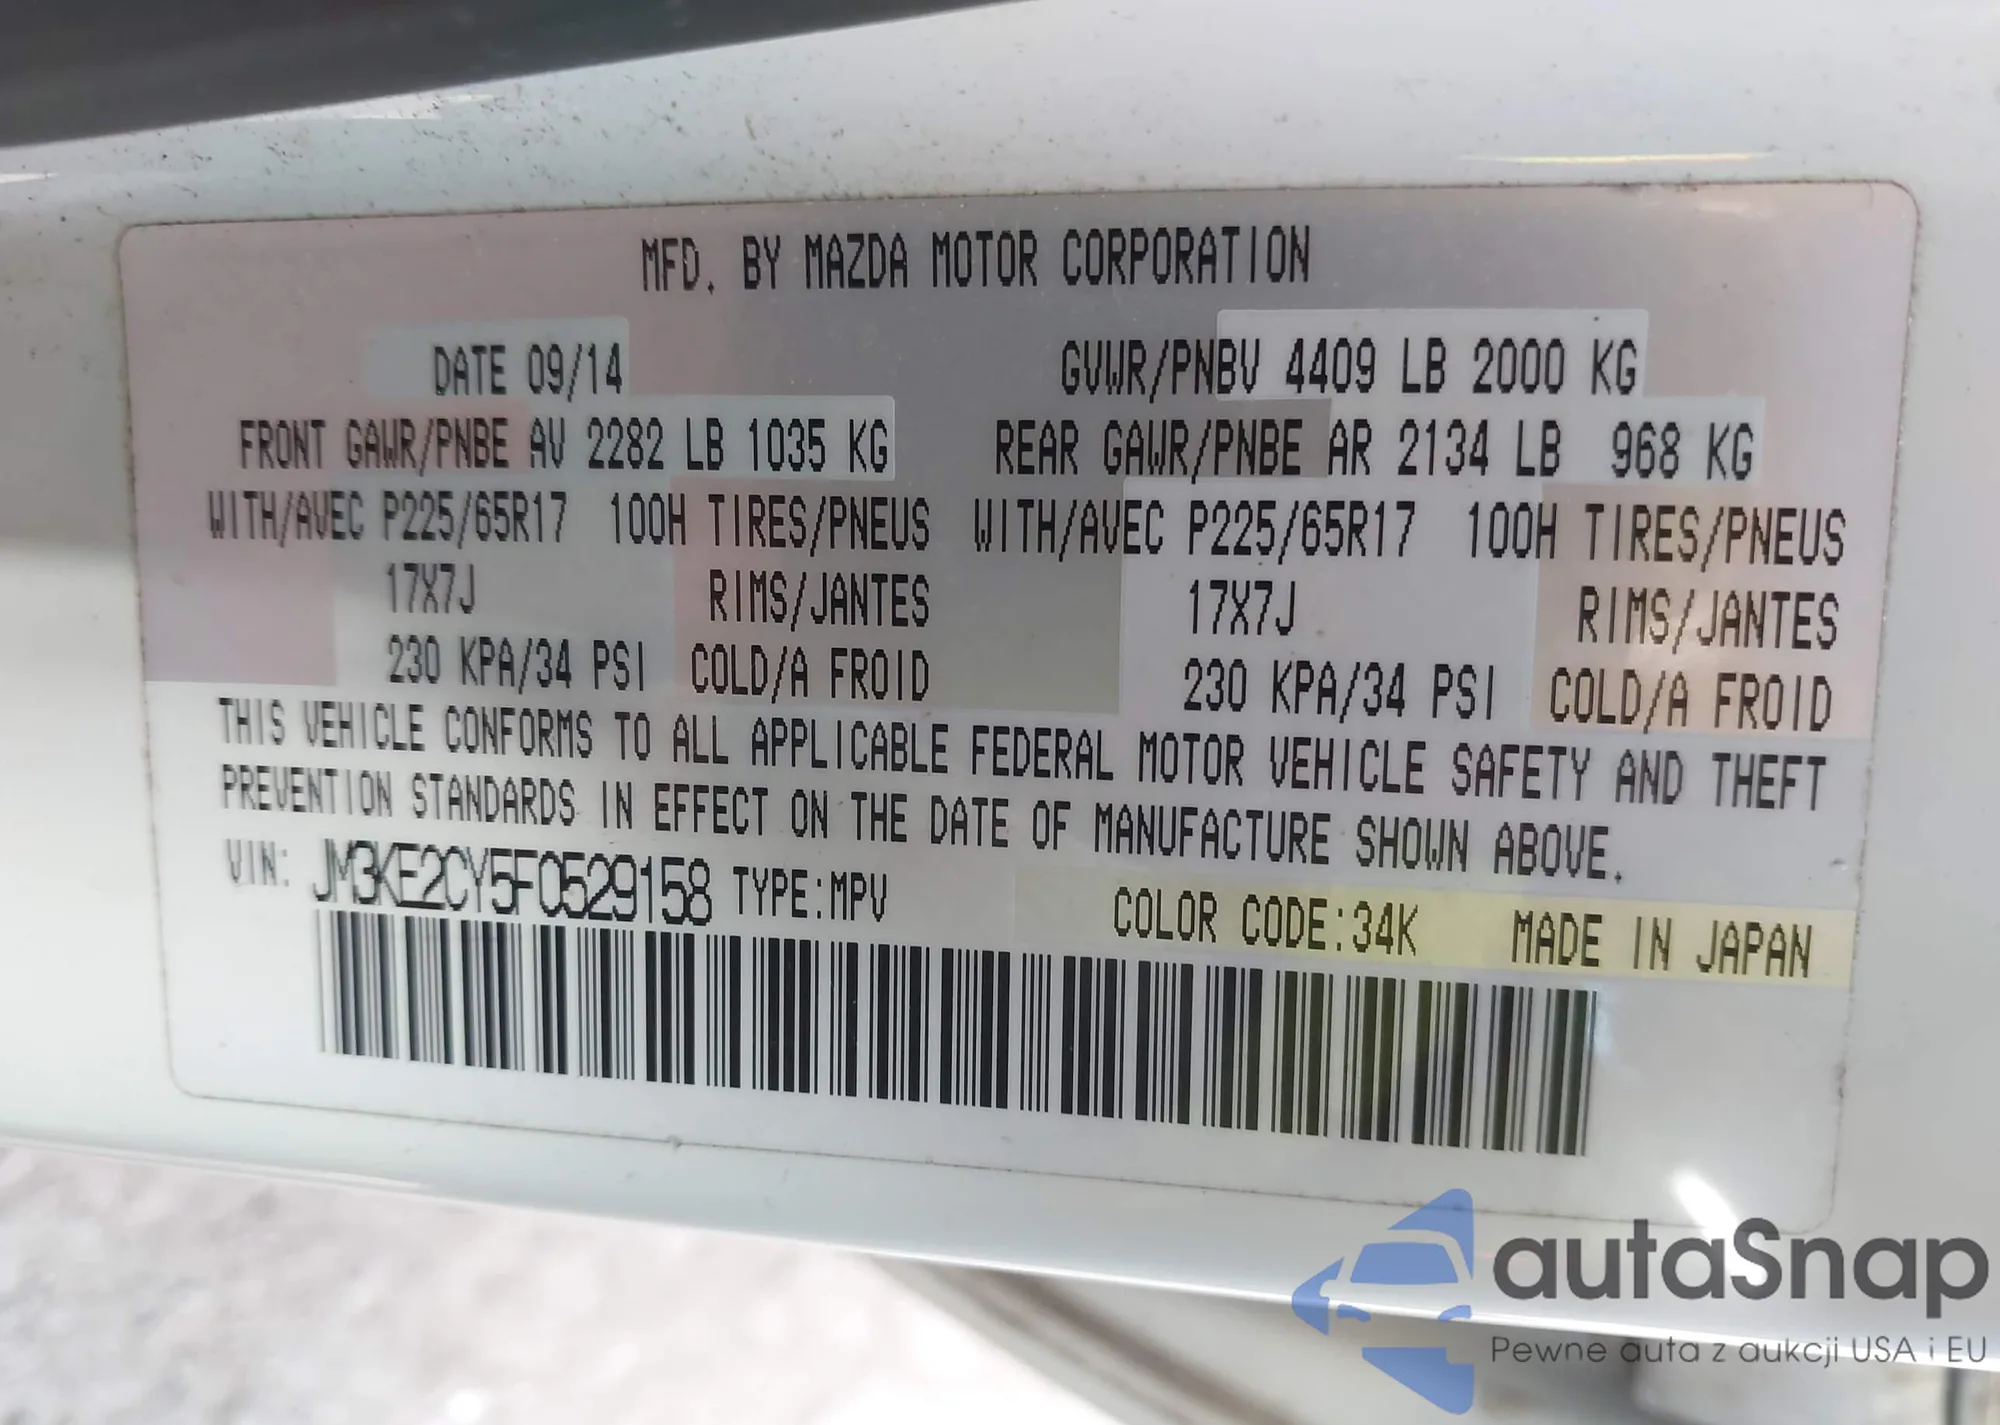 MFD. BY MAZDA MOTOR CORPORATION
DATE 09/14 GVWR/PNBV 4409 LB 2000 KG
FRONT GAWR/PNBE AV 2282 LB 1035 KG REAR GAWR/PNBE AR 2134 LB 968 KG
WITH/AVEC P225/65R17 100H TIRES/PNEUS WITH/AVEC P225/65R17 100H TIRES/PNEUS
17X7J RIMS/JANTES 17X7J RIMS/JANTES
230 KPA/34 PSI COLD/A FROID 230 KPA/34 PSI COLD/A FROID
THIS VEHICLE CONFORMS TO ALL APPLICABLE FEDERAL MOTOR VEHICLE SAFETY AND THEFT
PREVENTION STANDARDS IN EFFECT ON THE DATE OF MANUFACTURE SHOWN ABOVE.
VIN: JM3KE2CY5F0529158 TYPE:MPV COLOR CODE:34K MADE IN JAPAN
autaSnap
Pewne auta z aukcji USA i EU